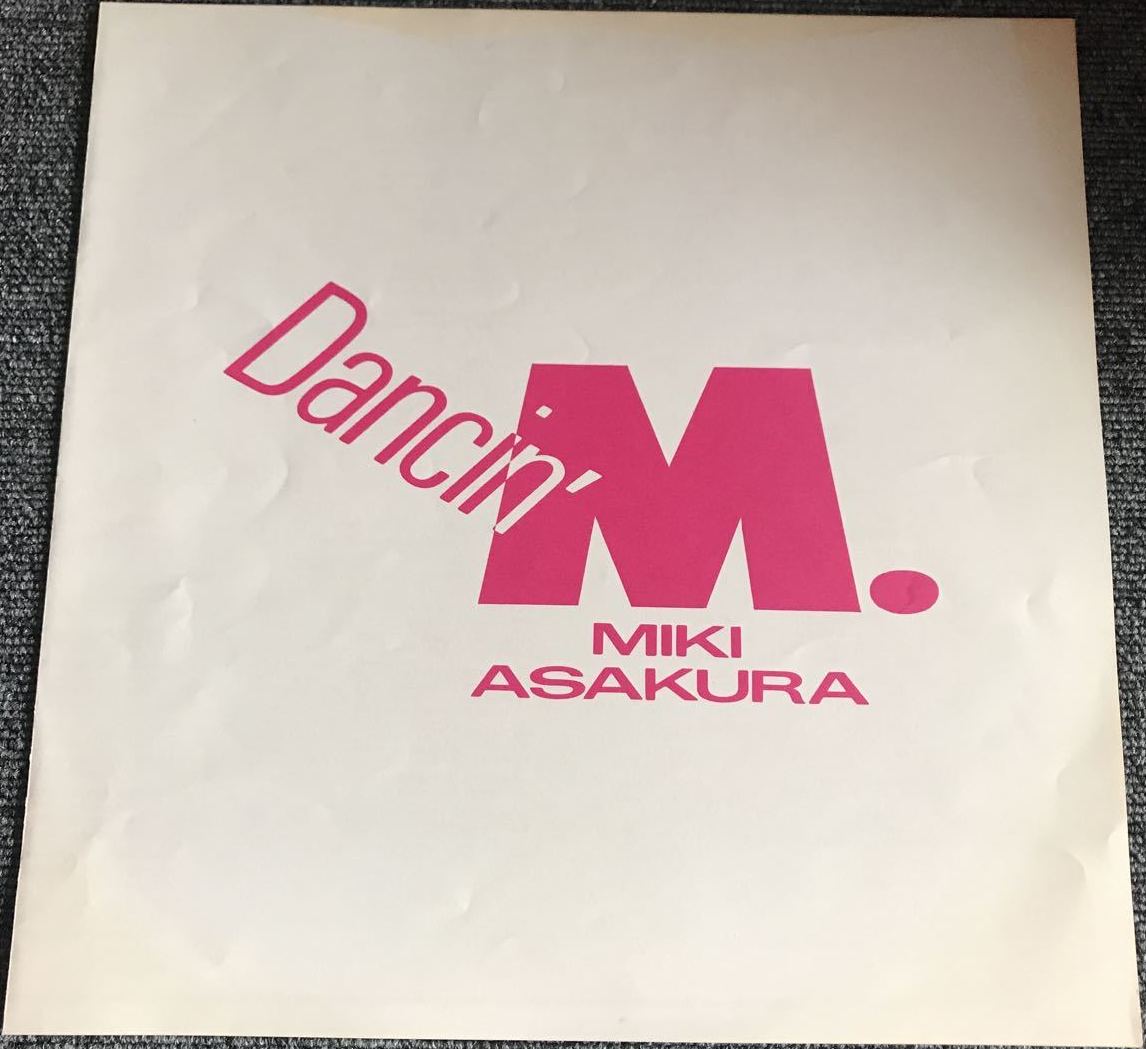 Dancin' M.
MIKI
ASAKURA